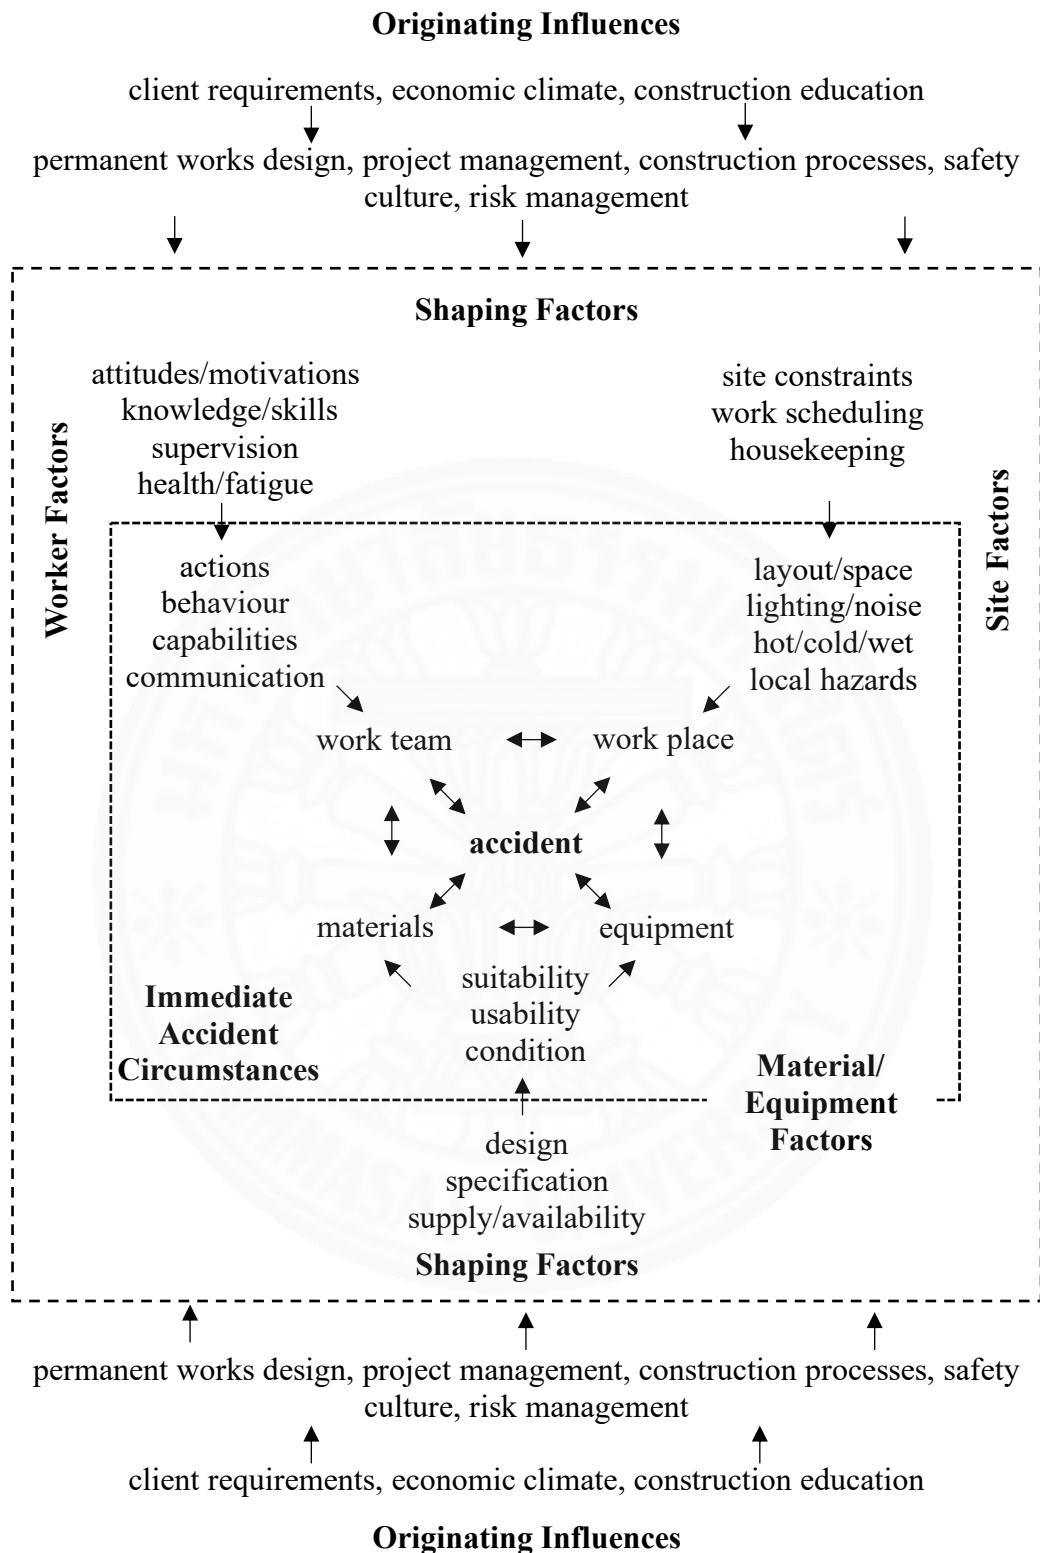 Originating Influences
client requirements, economic climate, construction education
permanent works design, project management, construction processes, safety
culture, risk management
Shaping Factors
Worker Factors
attitudes/motivations
knowledge/skills
supervision
health/fatigue
site constraints
work scheduling
housekeeping
Site Factors
actions
behaviour
capabilities
communication
layout/space
lighting/noise
hot/cold/wet
local hazards
work team
work place
accident
materials
equipment
suitability
usability
condition
Immediate
Accident
Circumstances
Material/
Equipment
Factors
design
specification
supply/availability
Shaping Factors
permanent works design, project management, construction processes, safety
culture, risk management
client requirements, economic climate, construction education
Originating Influences